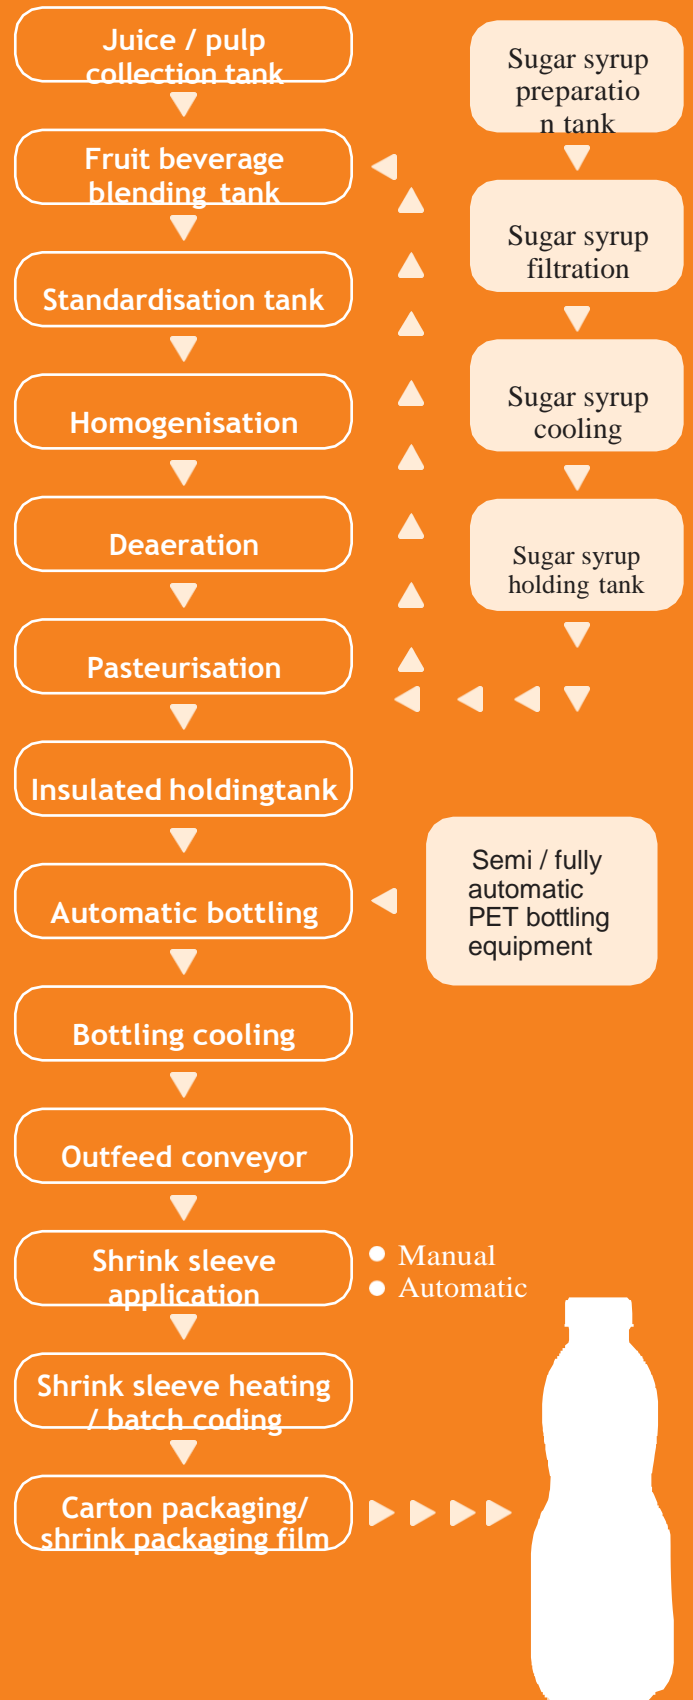 Juice / pulp
collection tank
Fruit beverage
blending tank
Standardisation tank
Homogenisation
Deaeration
Pasteurisation
Insulated holdingtank
Automatic bottling
Bottling cooling
Outfeed conveyor
Shrink sleeve
application
Shrink sleeve heating
/ batch coding
Carton packaging/
shrink packaging film
Sugar syrup
preparatio
n tank
Sugar syrup
filtration
Sugar syrup
cooling
Sugar syrup
holding tank
Semi / fully
automatic
PET bottling
equipment
● Manual
● Automatic